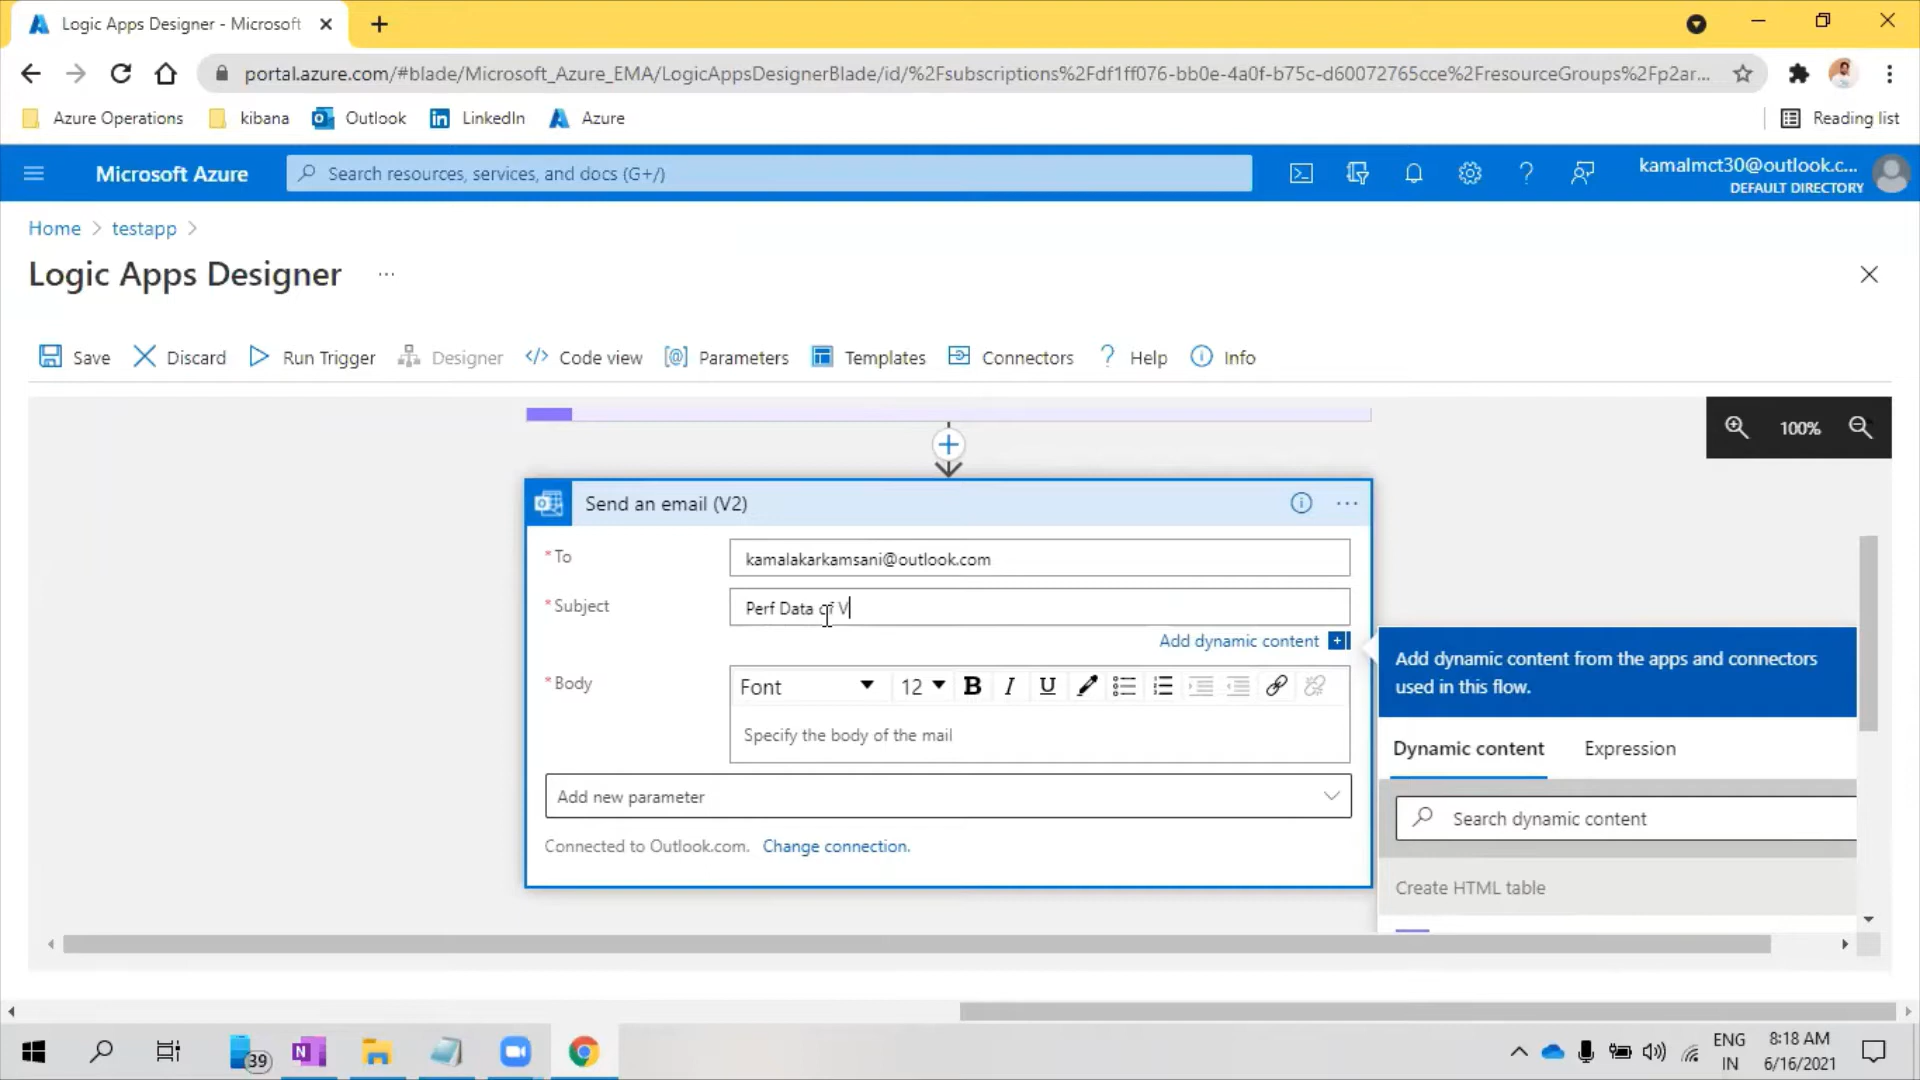 Logic Apps Designer - Microsoft
portal.azure.com/#blade/Microsoft_Azure_EMA/LogicAppsDesignerBlade/id/%2Fsubscriptions%2Fdf1ff076-bb0e-4a0f-b75c-d60072765cce%2FresourceGroups%2Fp2ar...
Azure Operations kibana Outlook LinkedIn Azure Reading list
Microsoft Azure Search resources, services, and docs (G+/) kamalmct30@outlook.c...
DEFAULT DIRECTORY
Home > testapp >
Logic Apps Designer ...
Save Discard Run Trigger Designer Code view Parameters Templates Connectors Help Info
100%
Send an email (V2)
* To kamalakarkamsani@outlook.com
* Subject Perf Data of V
Add dynamic content
Add dynamic content from the apps and connectors
used in this flow.
* Body Font 12 B I U
Specify the body of the mail
Dynamic content Expression
Add new parameter
Search dynamic content
Connected to Outlook.com. Change connection.
Create HTML table
39
ENG
IN
8:18 AM
6/16/2021